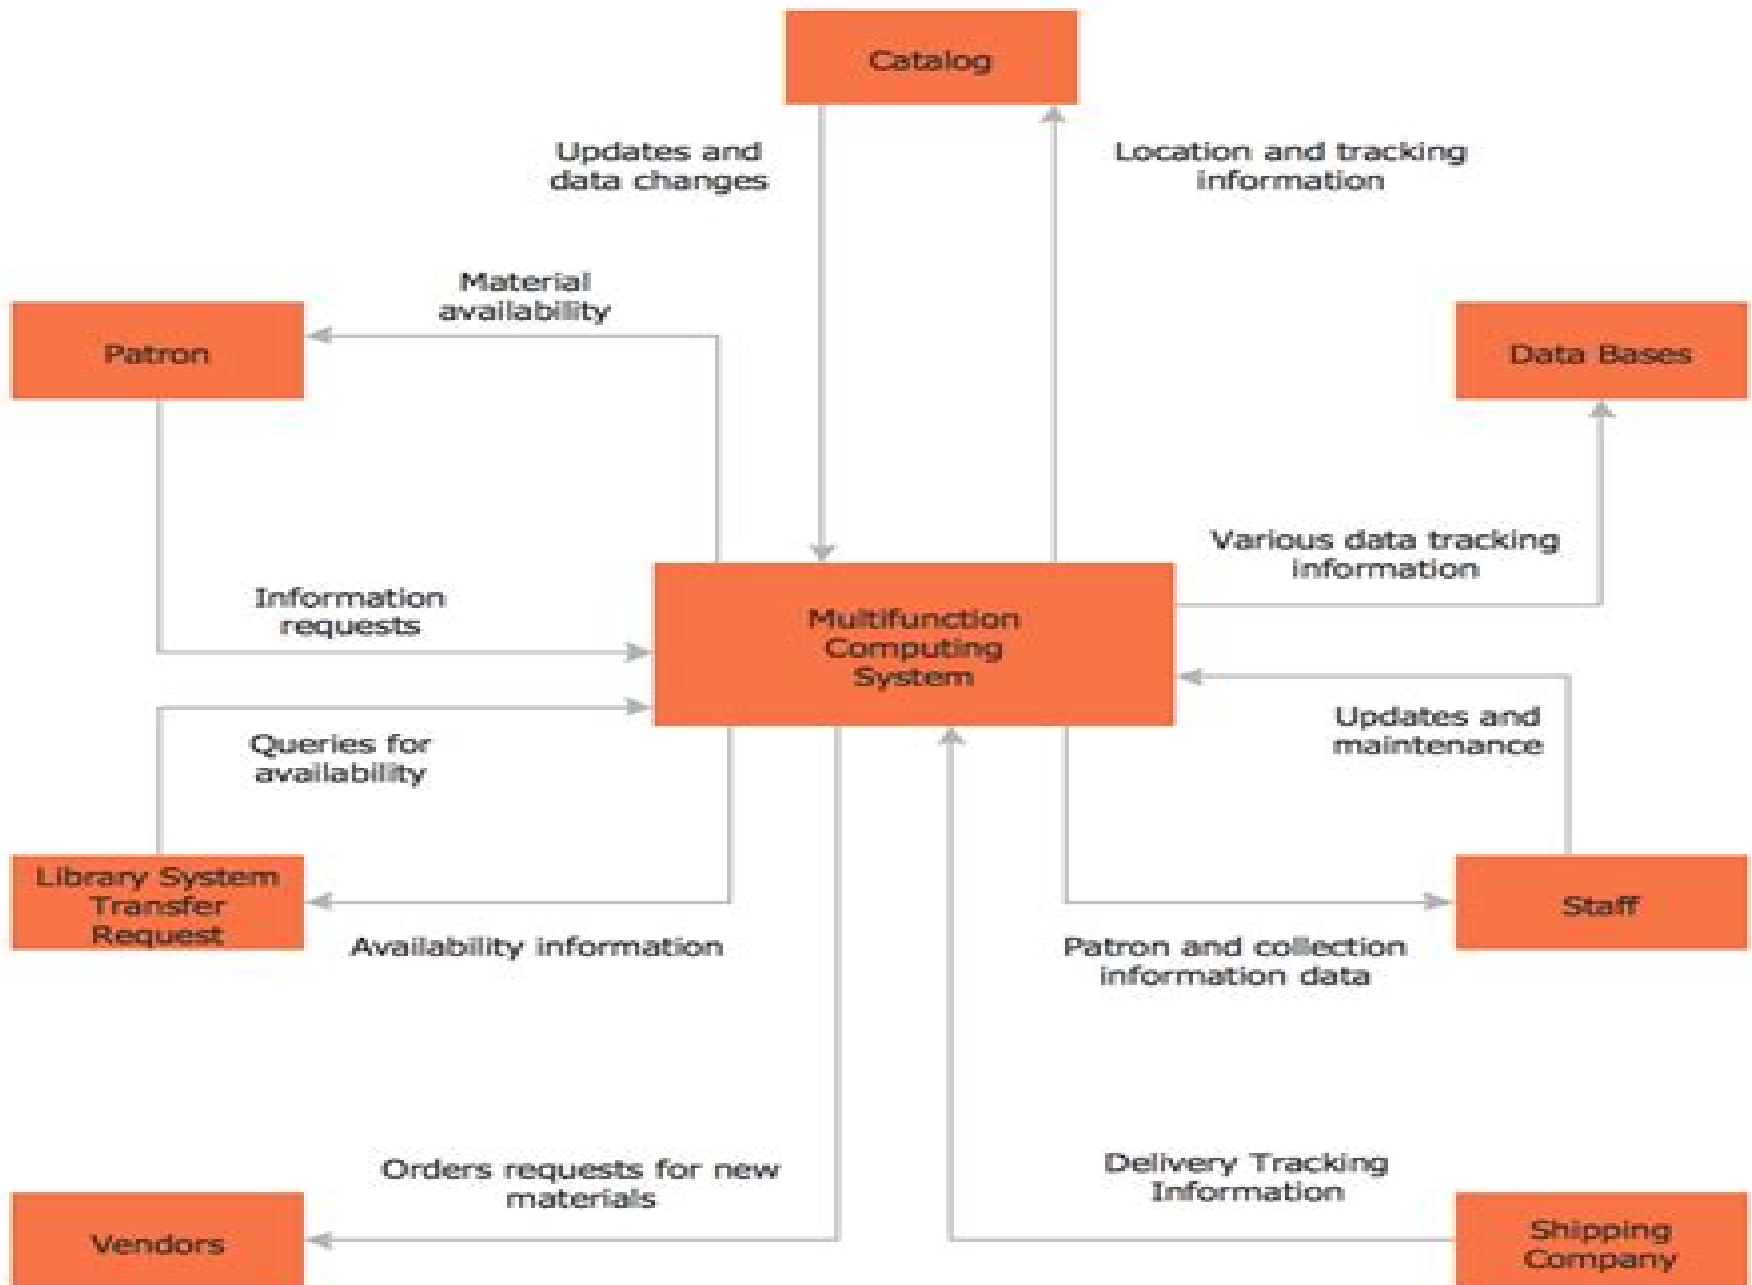 Catalog
Updates and
data changes
Location and tracking
information
Material
availability
Patron
Data Bases
Various data tracking
information
Information
requests
Multifunction
Computing
System
Queries for
availability
Updates and
maintenance
Library System
Transfer
Request
Staff
Availability information
Patron and collection
information data
Orders requests for new
materials
Delivery Tracking
Information
Vendors
Shipping
Company